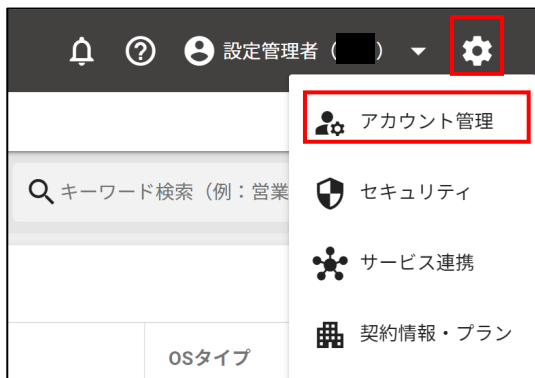 設定管理者（ ）
アカウント管理
キーワード検索（例：営業
セキュリティ
サービス連携
契約情報・プラン
OSタイプ